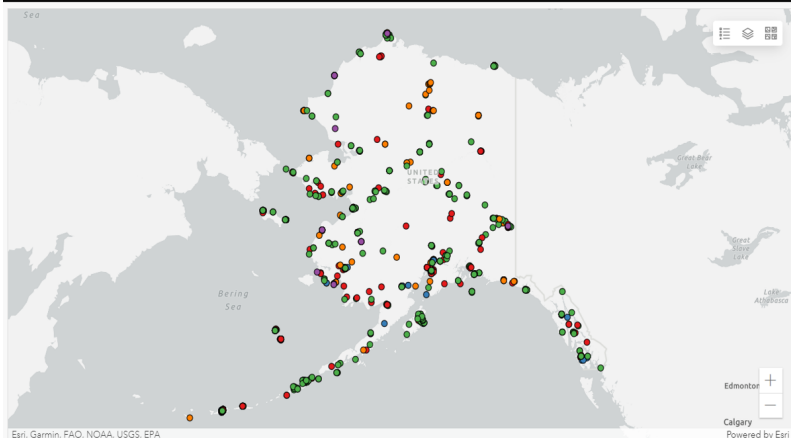 Sea
UNITED
STATES
Great Bear
Lake
Great
Slave
Lake
Lake
Athabasca
Bering
Sea
Edmonton
+
−
Calgary
Esri, Garmin, FAO, NOAA, USGS, EPA
Powered by Esri